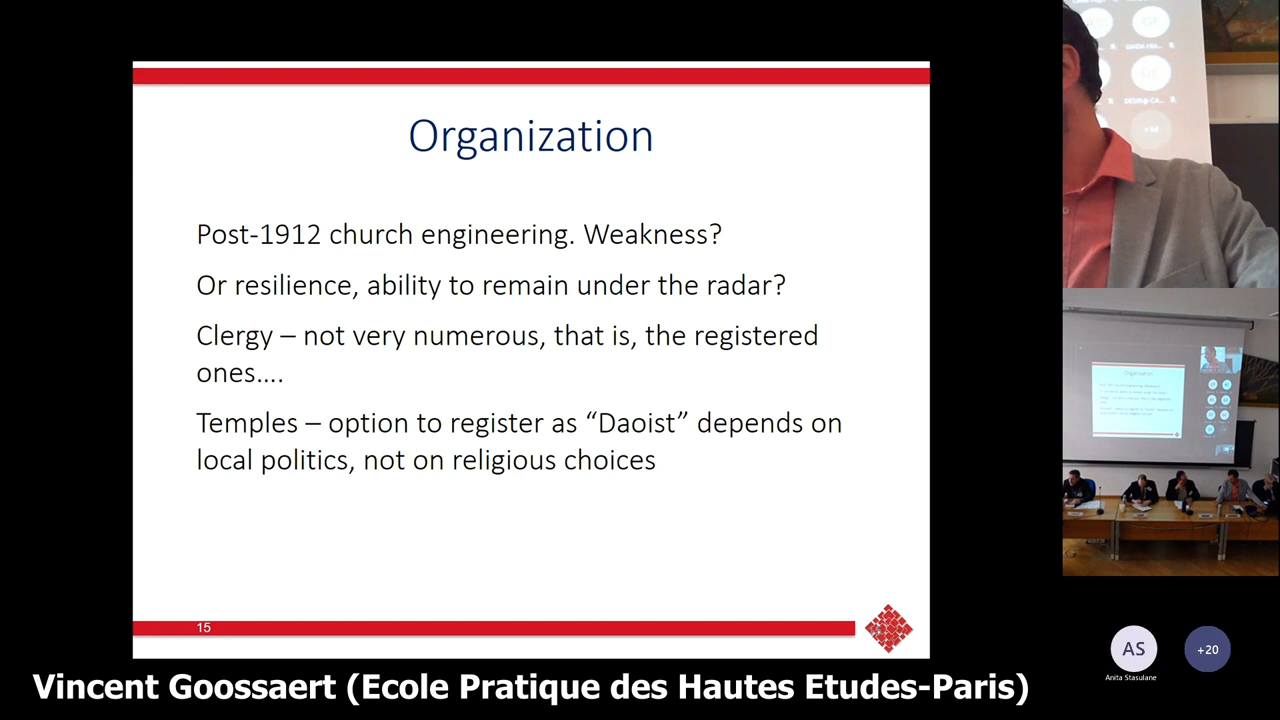 Organization
Post-1912 church engineering. Weakness?
Or resilience, ability to remain under the radar?
Clergy – not very numerous, that is, the registered
ones....
Temples – option to register as “Daoist” depends on
local politics, not on religious choices
15
Organization
AS
+20
Anita Stasulane
Vincent Goossaert (Ecole Pratique des Hautes Etudes-Paris)